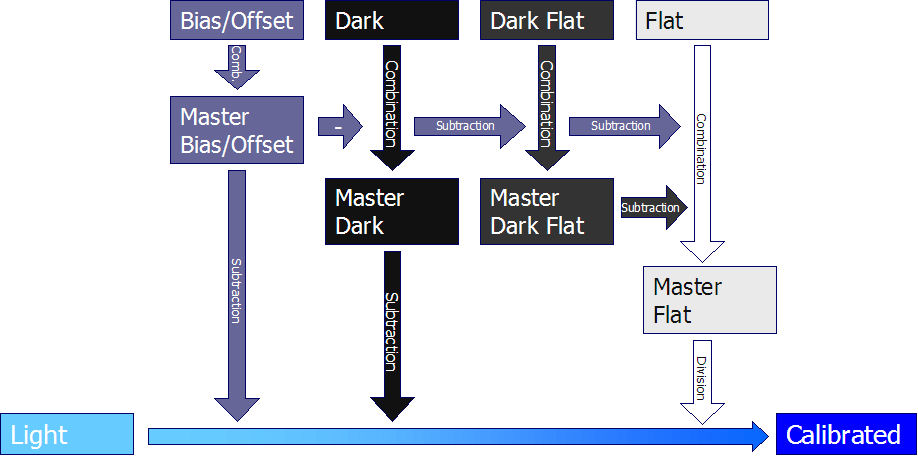 Bias/Offset
Dark
Dark Flat
Flat
Comb.
Combination
Combination
Combination
Master
Bias/Offset
-
Subtraction
Subtraction
Master
Dark
Master
Dark Flat
Subtraction
Master
Flat
Subtraction
Subtraction
Division
Light
Calibrated